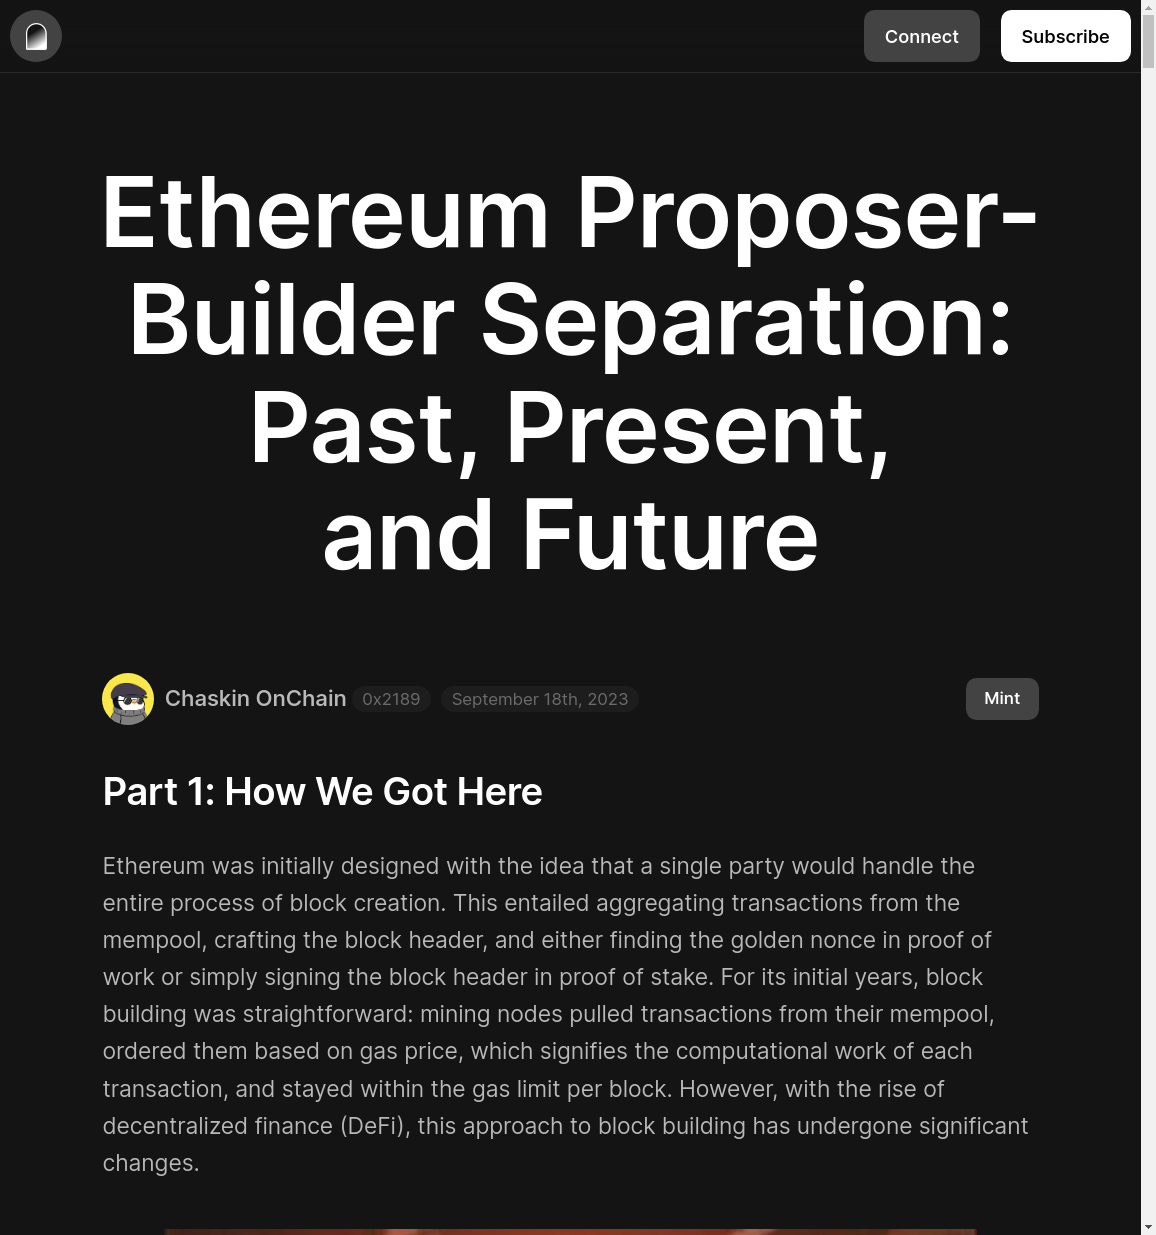 Connect
Subscribe
Ethereum Proposer-
Builder Separation:
Past, Present,
and Future
Chaskin OnChain 0x2189 September 18th, 2023
Mint
Part 1: How We Got Here
Ethereum was initially designed with the idea that a single party would handle the
entire process of block creation. This entailed aggregating transactions from the
mempool, crafting the block header, and either finding the golden nonce in proof of
work or simply signing the block header in proof of stake. For its initial years, block
building was straightforward: mining nodes pulled transactions from their mempool,
ordered them based on gas price, which signifies the computational work of each
transaction, and stayed within the gas limit per block. However, with the rise of
decentralized finance (DeFi), this approach to block building has undergone significant
changes.